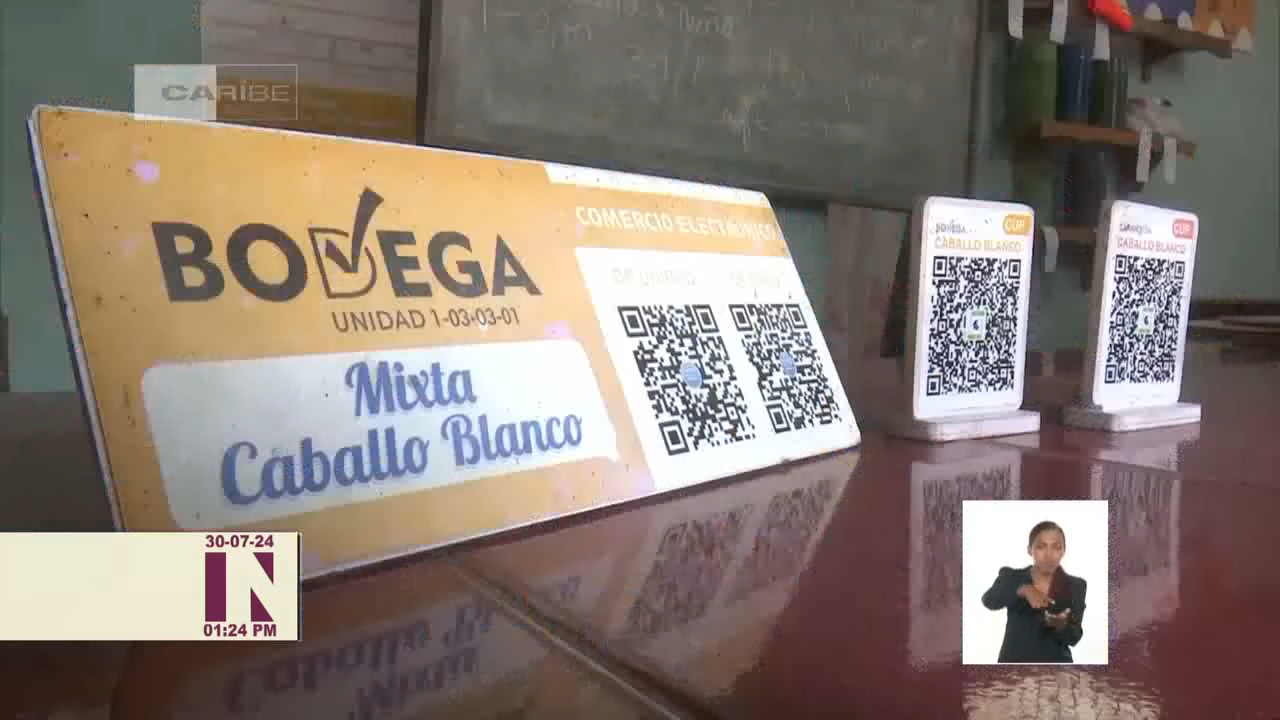 CARIBE
BODEGA
UNIDAD 1-03-03-01
Mixta
Caballo Blanco
COMERCIO ELECTRÓNICO
BODEGA
CUP
CABALLO BLANCO
CUP
CABALLO BLANCO
30-07-24
N
01:24 PM